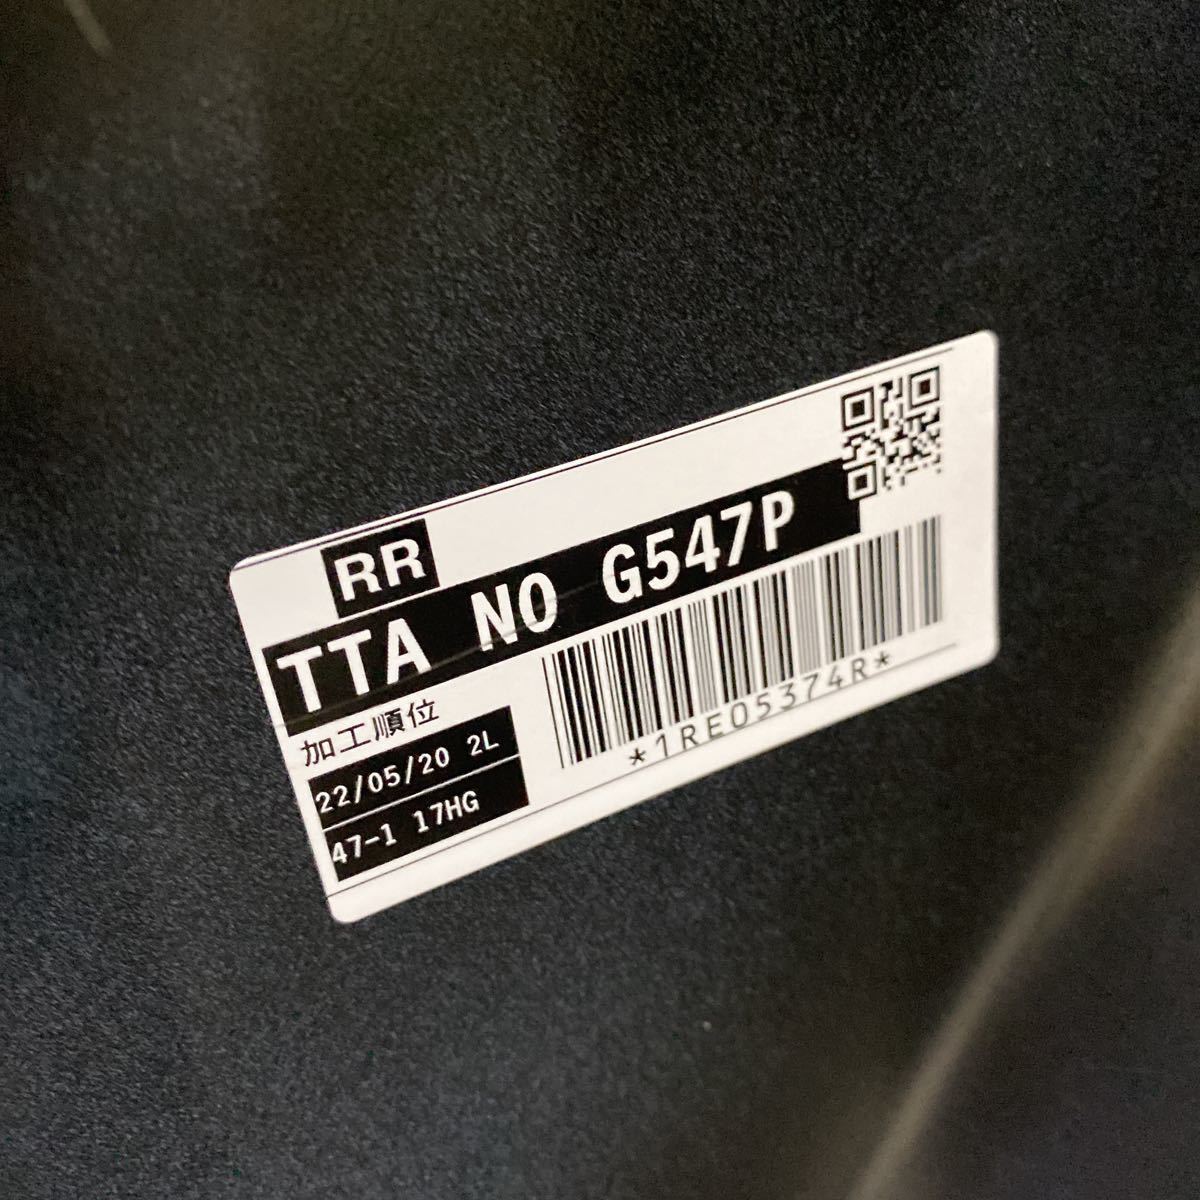 RR
TTA NO G547P
加工順位
22/05/20 2L
47-1 17HG
*1RE05374R*